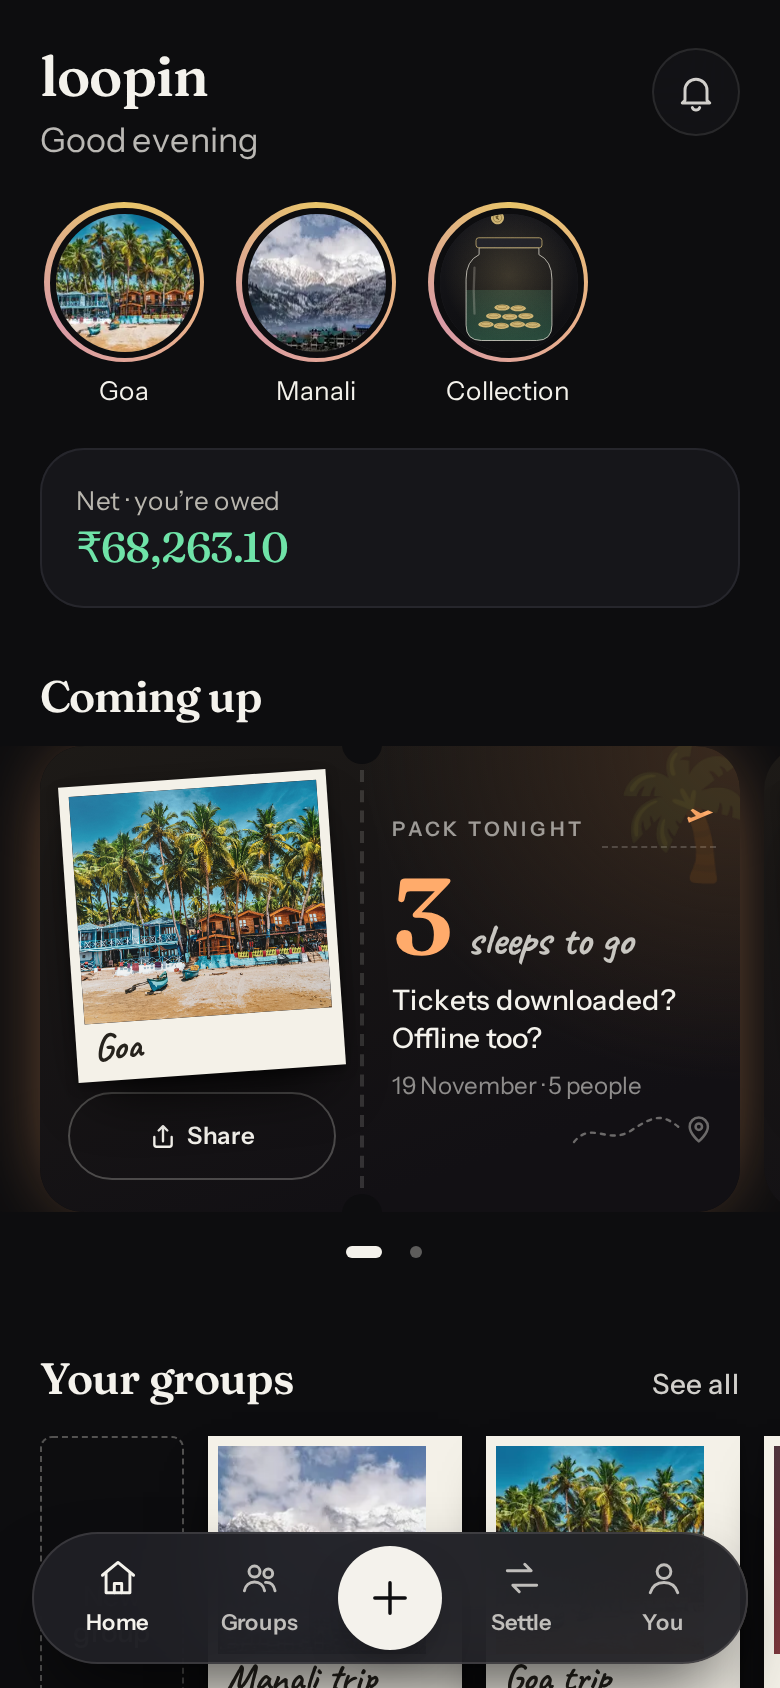 loopin
Good evening
Goa
Manali
Collection
Net · you’re owed
₹68,263.10
Coming up
Goa
Share
PACK TONIGHT
3 sleeps to go
Tickets downloaded?
Offline too?
19 November · 5 people
Your groups
See all
Manali trip
Goa trip
Home
Groups
Settle
You